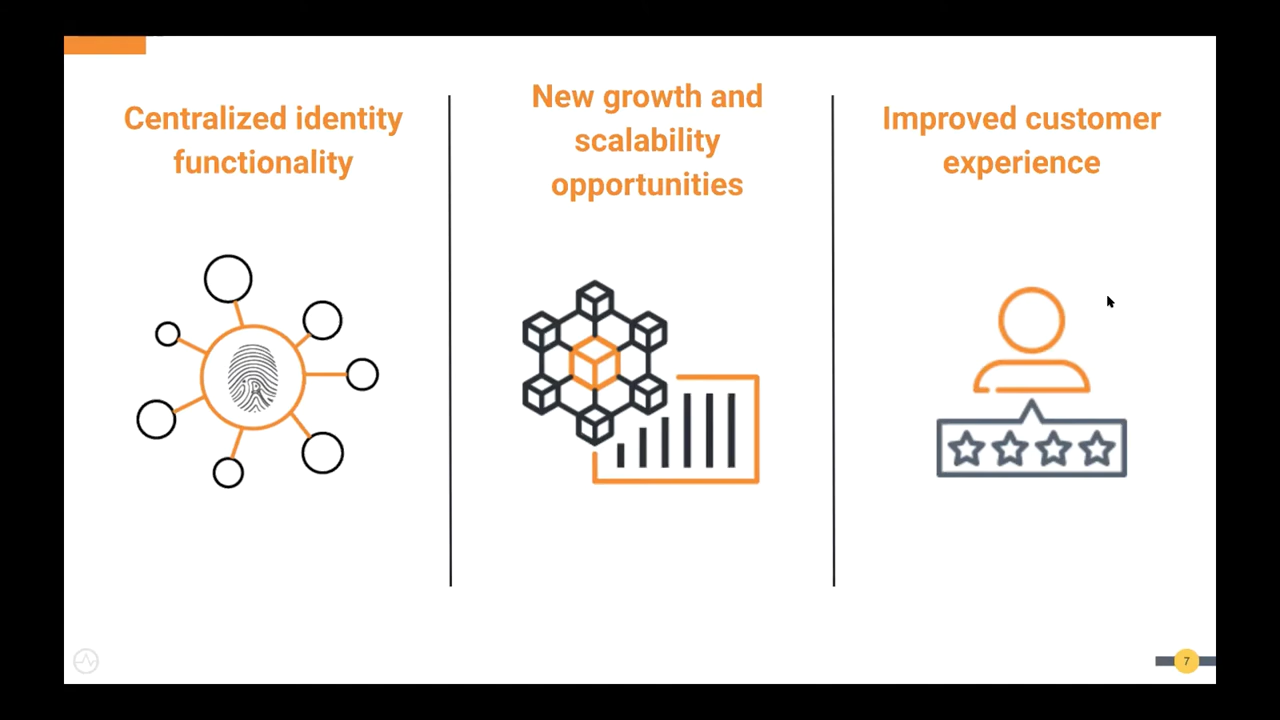 Centralized identity
functionality
New growth and
scalability
opportunities
Improved customer
experience
7